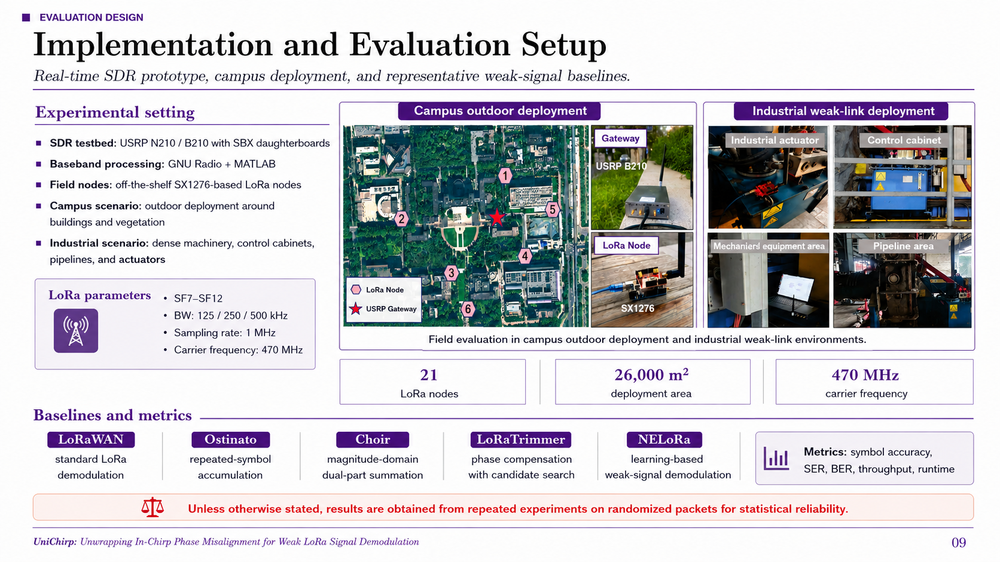 EVALUATION DESIGN
Implementation and Evaluation Setup
Real-time SDR prototype, campus deployment, and representative weak-signal baselines.
Experimental setting
SDR testbed: USRP N210 / B210 with SBX daughterboards
Baseband processing: GNU Radio + MATLAB
Field nodes: off-the-shelf SX1276-based LoRa nodes
Campus scenario: outdoor deployment around
buildings and vegetation
Industrial scenario: dense machinery, control cabinets,
pipelines, and actuators
LoRa parameters
• SF7–SF12
• BW: 125 / 250 / 500 kHz
• Sampling rate: 1 MHz
• Carrier frequency: 470 MHz
Campus outdoor deployment
1
2
3
4
5
6
LoRa Node
USRP Gateway
Gateway
USRP B210
LoRa Node
SX1276
Industrial weak-link deployment
Industrial actuator
Control cabinet
Mechanierd equipment area
Pipeline area
Field evaluation in campus outdoor deployment and industrial weak-link environments.
21
LoRa nodes
26,000 m²
deployment area
470 MHz
carrier frequency
Baselines and metrics
LoRaWAN
standard LoRa
demodulation
Ostinato
repeated-symbol
accumulation
Choir
magnitude-domain
dual-part summation
LoRaTrimmer
phase compensation
with candidate search
NELoRa
learning-based
weak-signal demodulation
Metrics: symbol accuracy,
SER, BER, throughput, runtime
Unless otherwise stated, results are obtained from repeated experiments on randomized packets for statistical reliability.
UniChirp: Unwrapping In-Chirp Phase Misalignment for Weak LoRa Signal Demodulation
09